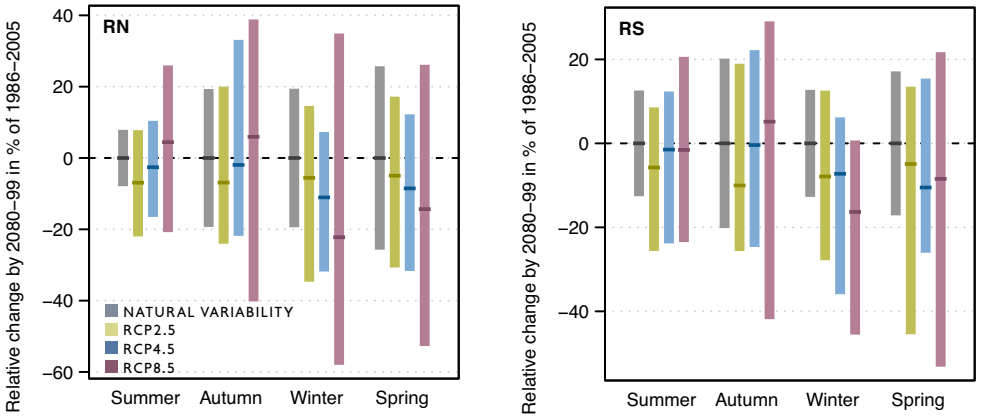 Relative change by 2080–99 in % of 1986–2005
RN
40
20
0
−20
−40
−60
NATURAL VARIABILITY
RCP2.5
RCP4.5
RCP8.5
Summer Autumn Winter Spring
Relative change by 2080–99 in % of 1986–2005
RS
20
0
−20
−40
Summer Autumn Winter Spring